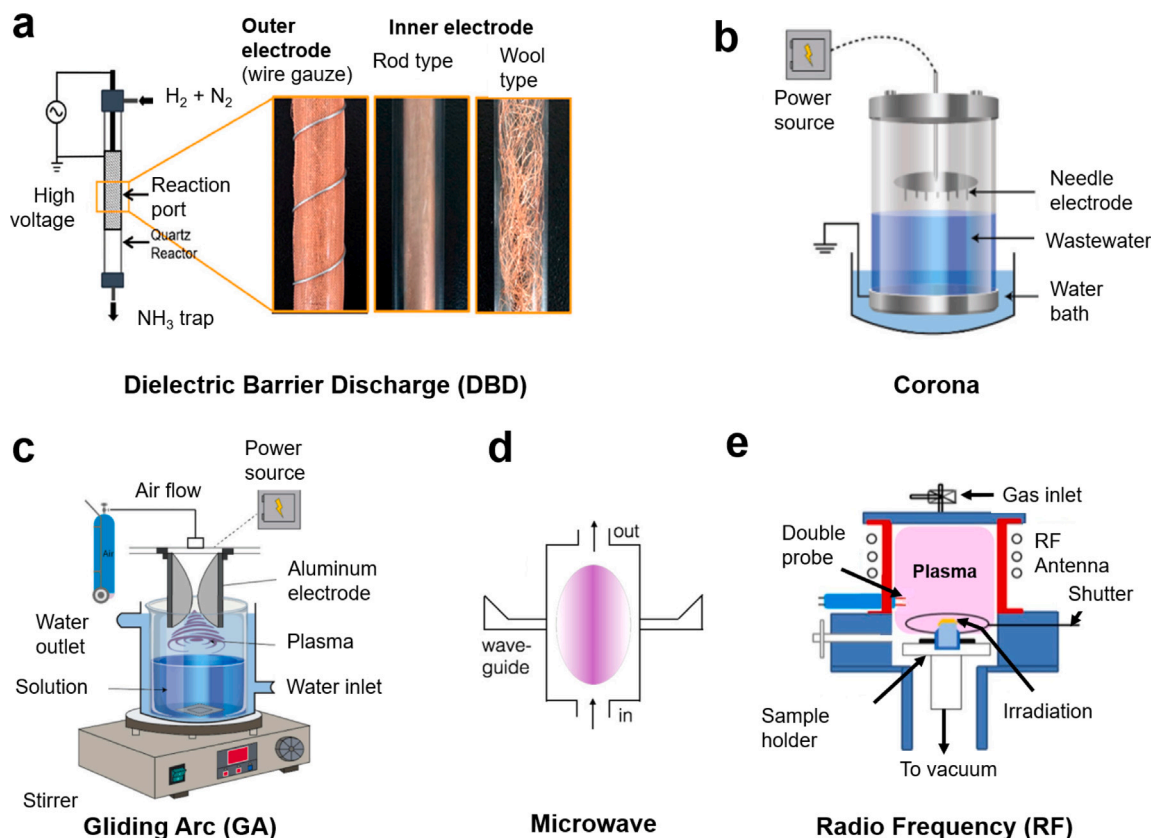 a
Outer
electrode
(wire gauze)
Inner electrode
Rod type
Wool
type
H₂ + N₂
High
voltage
Reaction
port
Quartz
Reactor
NH₃ trap
Dielectric Barrier Discharge (DBD)
b
Power
source
Needle
electrode
Wastewater
Water
bath
Corona
c
Power
source
Air flow
Air
Aluminum
electrode
Water
outlet
Plasma
Solution
Water inlet
Stirrer
Gliding Arc (GA)
d
out
wave-
guide
in
Microwave
e
Gas inlet
Double
probe
Plasma
RF
Antenna
Shutter
Sample
holder
Irradiation
To vacuum
Radio Frequency (RF)